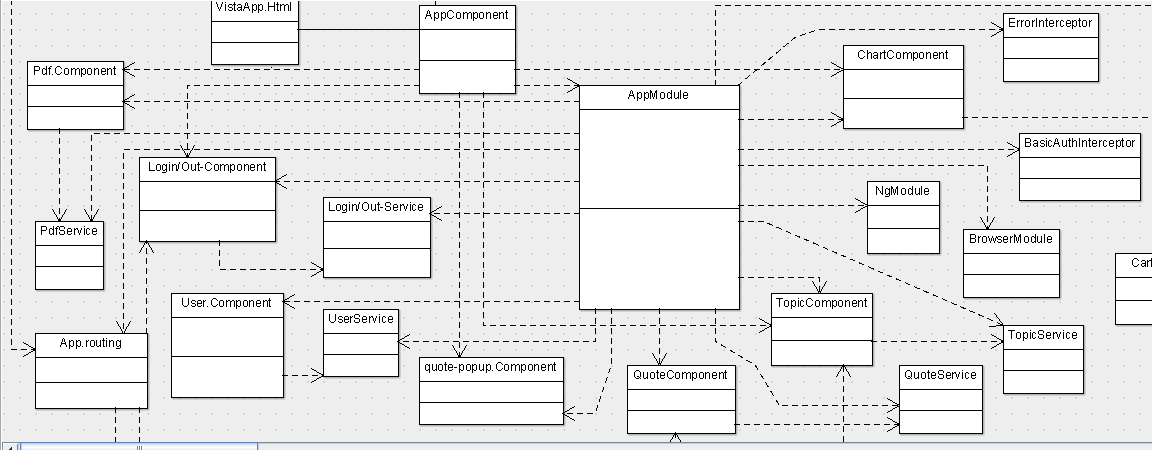 VistaApp.Html
AppComponent
ErrorInterceptor
ChartComponent
Pdf.Component
AppModule
BasicAuthInterceptor
Login/Out-Component
NgModule
Login/Out-Service
PdfService
BrowserModule
Cart
User.Component
TopicComponent
UserService
TopicService
App.routing
quote-popup.Component
QuoteComponent
QuoteService